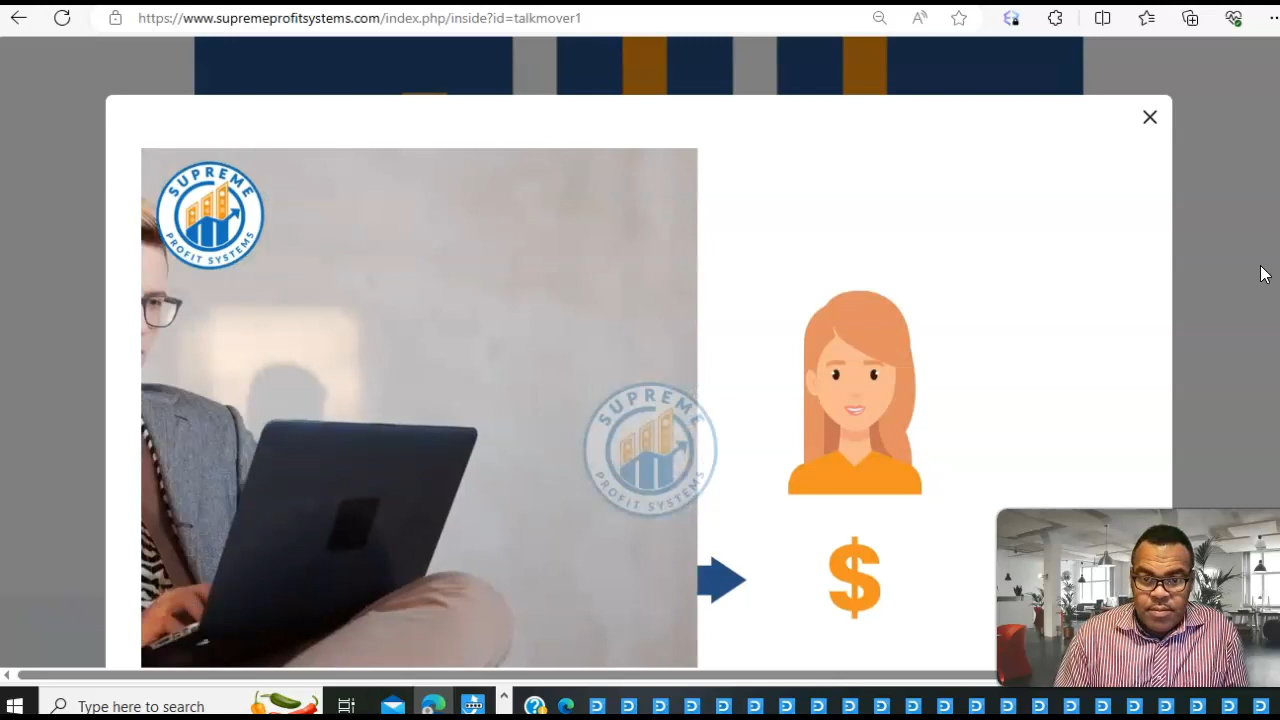 https://www.supremeprofitsystems.com/index.php/inside?id=talkmover1
SUPREME
PROFIT SYSTEMS
SUPREME
PROFIT SYSTEMS
$
Type here to search